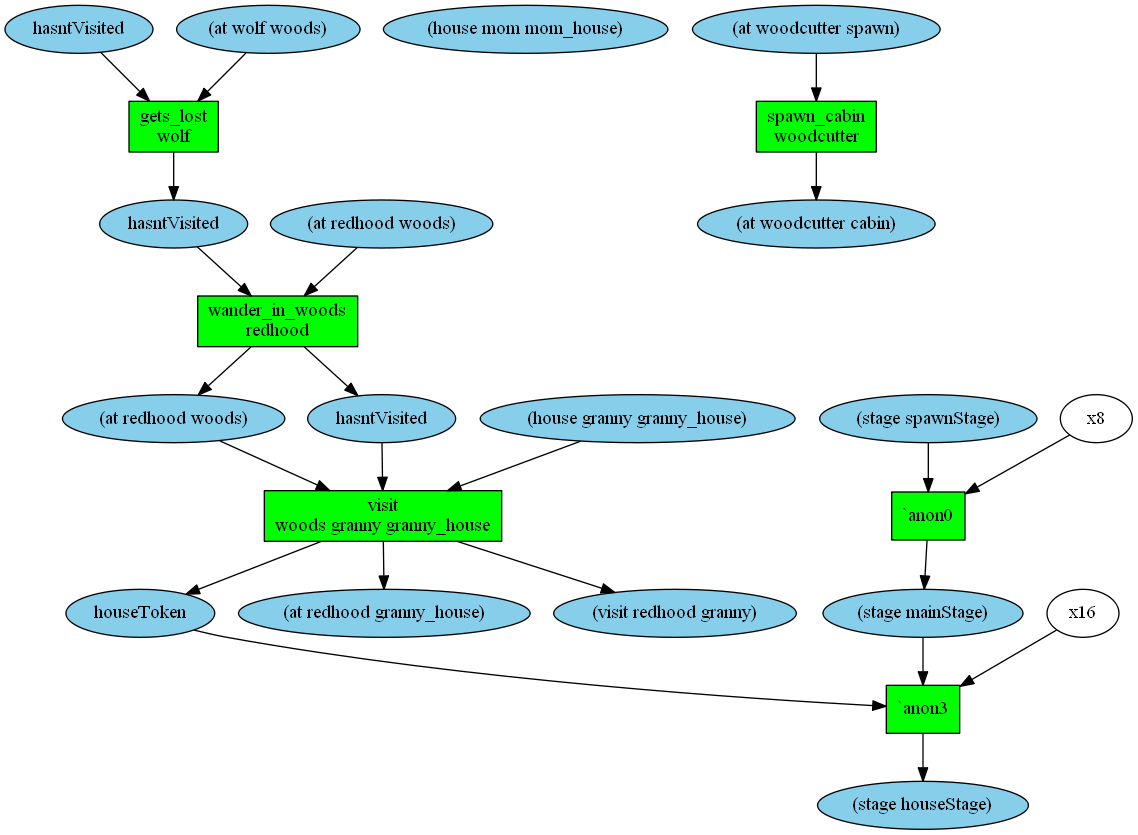 hasntVisited
(at wolf woods)
(house mom mom_house)
(at woodcutter spawn)
gets_lost
wolf
spawn_cabin
woodcutter
hasntVisited
(at redhood woods)
(at woodcutter cabin)
wander_in_woods
redhood
(at redhood woods)
hasntVisited
(house granny granny_house)
(stage spawnStage)
x8
visit
woods granny granny_house
`anon0
houseToken
(at redhood granny_house)
(visit redhood granny)
(stage mainStage)
x16
`anon3
(stage houseStage)